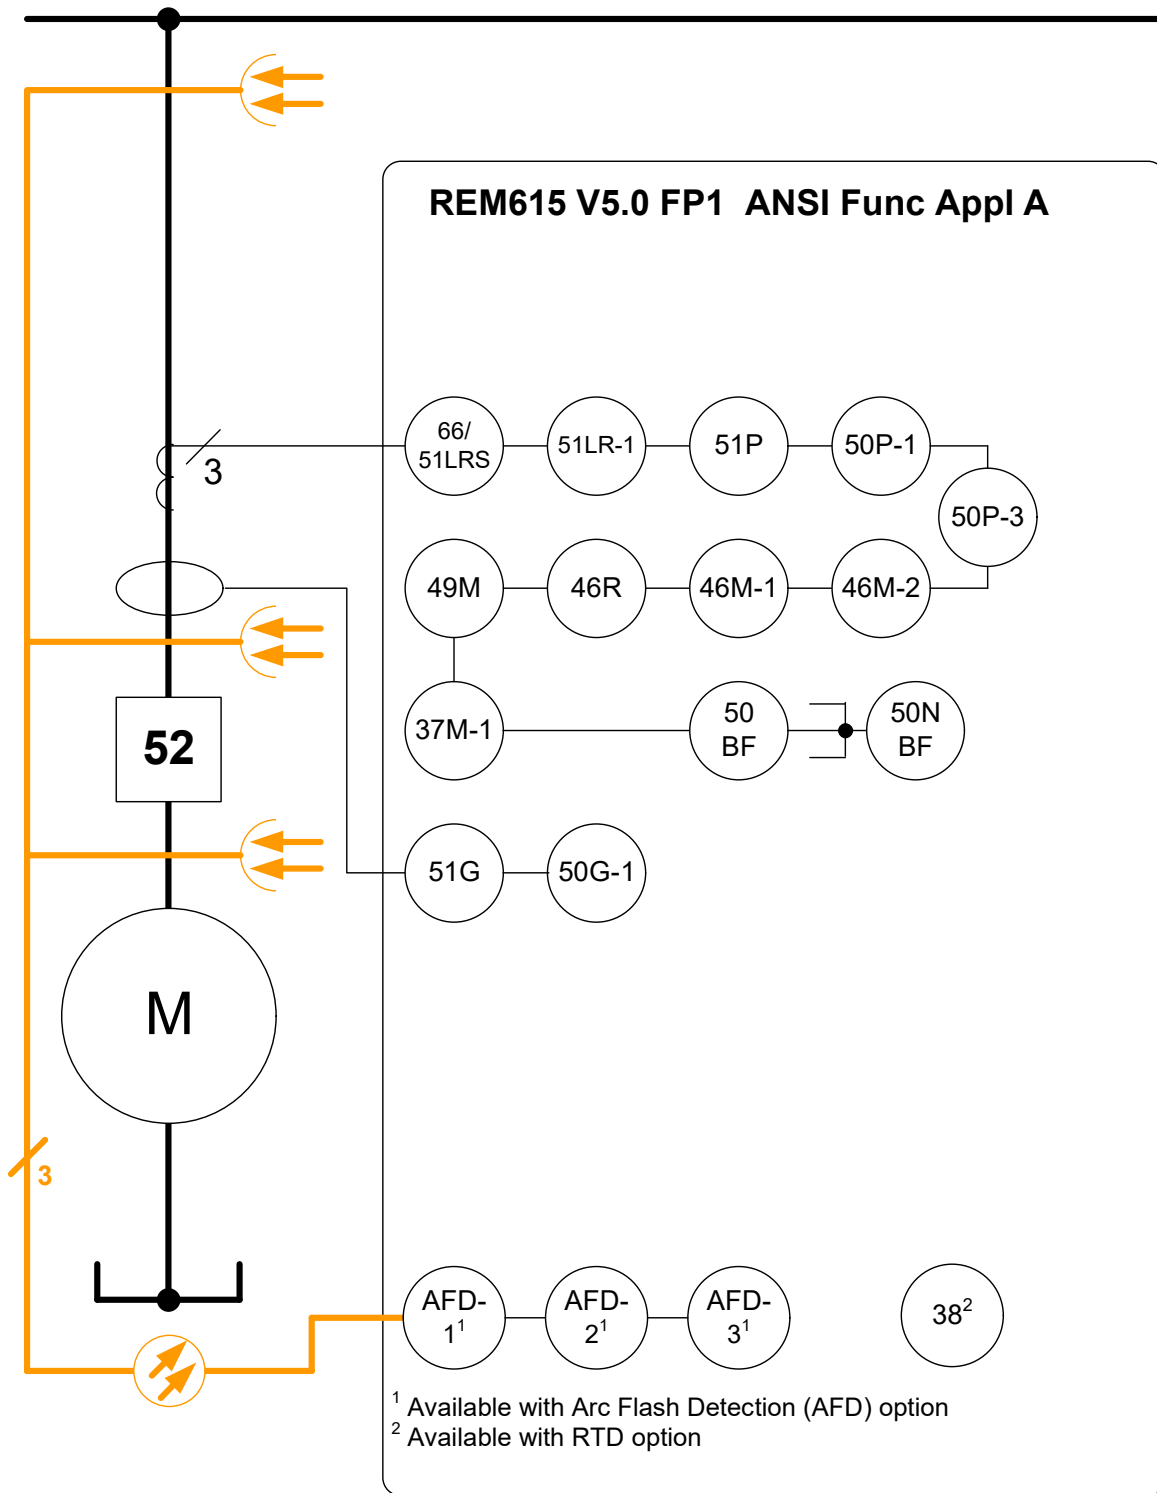 REM615 V5.0 FP1 ANSI Func Appl A
3
66/
51LRS
51LR-1
51P
50P-1
50P-3
49M
46R
46M-1
46M-2
37M-1
50
BF
50N
BF
52
51G
50G-1
M
3
AFD-
1¹
AFD-
2¹
AFD-
3¹
38²
¹ Available with Arc Flash Detection (AFD) option
² Available with RTD option